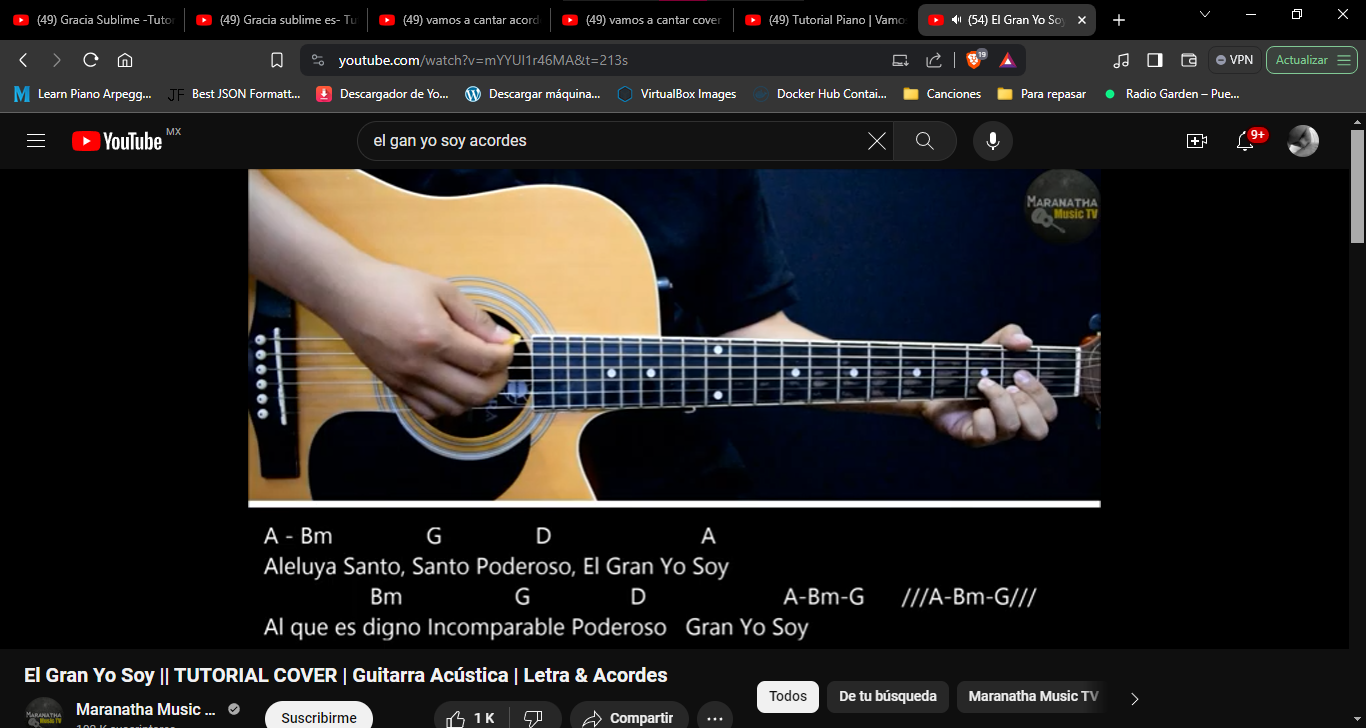 (49) Gracia Sublime -Tutor
(49) Gracia sublime es- Tu
(49) vamos a cantar acord
(49) vamos a cantar cover
(49) Tutorial Piano | Vamo
(54) El Gran Yo Soy
youtube.com/watch?v=mYYUI1r46MA&t=213s
19
VPN
Actualizar
M Learn Piano Arpegg...
JF Best JSON Formatt...
Descargador de Yo...
Descargar máquina...
VirtualBox Images
Docker Hub Contai...
Canciones
Para repasar
Radio Garden – Pue...
YouTube MX
el gan yo soy acordes
9+
MARANATHA
Music TV
A - Bm G D A
Aleluya Santo, Santo Poderoso, El Gran Yo Soy
Bm G D A-Bm-G ///A-Bm-G///
Al que es digno Incomparable Poderoso Gran Yo Soy
El Gran Yo Soy || TUTORIAL COVER | Guitarra Acústica | Letra & Acordes
Maranatha Music ...
Suscribirme
1 K
Compartir
Todos
De tu búsqueda
Maranatha Music TV